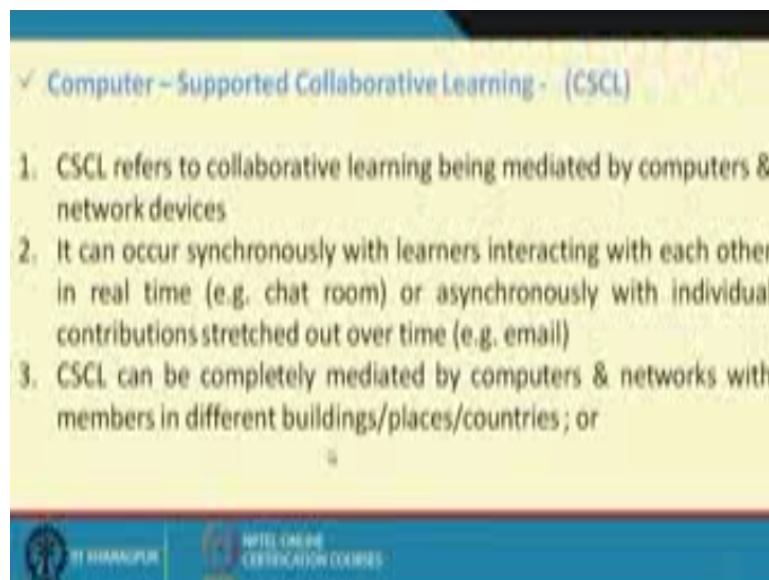 ✓ Computer – Supported Collaborative Learning - (CSCL)
1. CSCL refers to collaborative learning being mediated by computers &
network devices
2. It can occur synchronously with learners interacting with each other
in real time (e.g. chat room) or asynchronously with individual
contributions stretched out over time (e.g. email)
3. CSCL can be completely mediated by computers & networks with
members in different buildings/places/countries ; or
IIT KHARAGPUR
NPTEL ONLINE
CERTIFICATION COURSES